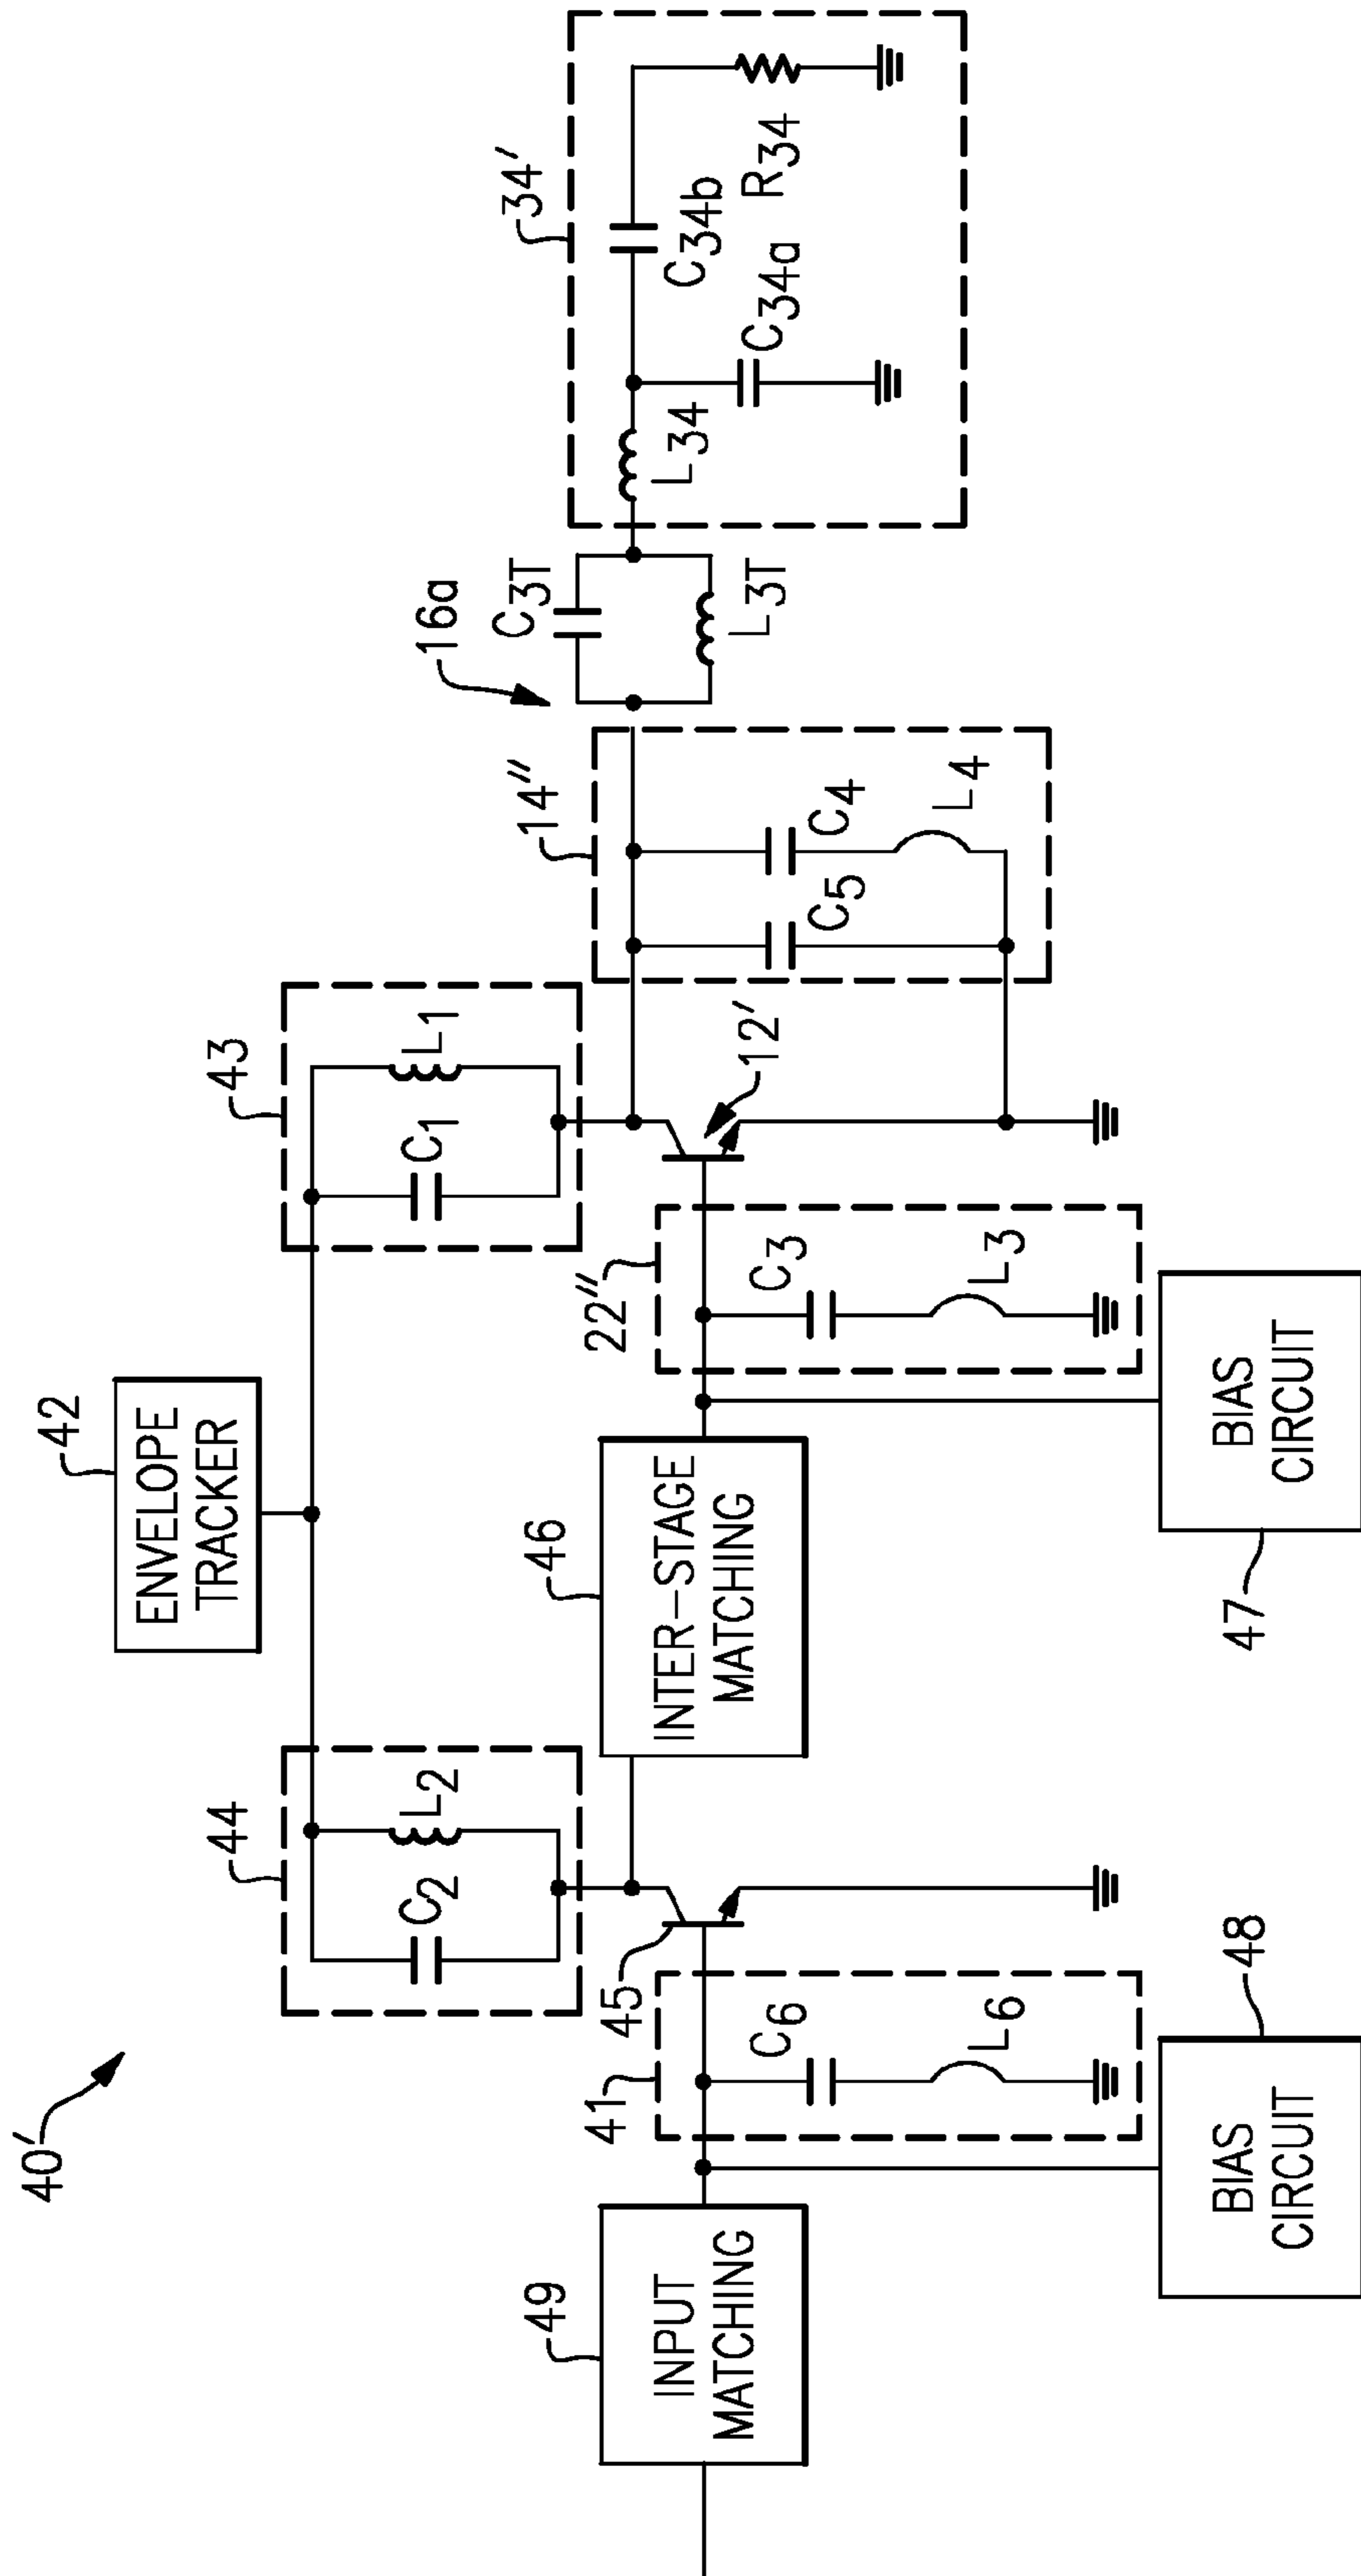 40′
42
ENVELOPE
TRACKER
44
C2
L2
43
C1
L1
49
INPUT
MATCHING
41
C6
L6
45
48
BIAS
CIRCUIT
46
INTER-STAGE
MATCHING
22″
C3
L3
47
BIAS
CIRCUIT
12′
14″
C5
C4
L4
16a
C3T
L3T
34′
L34
C34a
C34b
R34